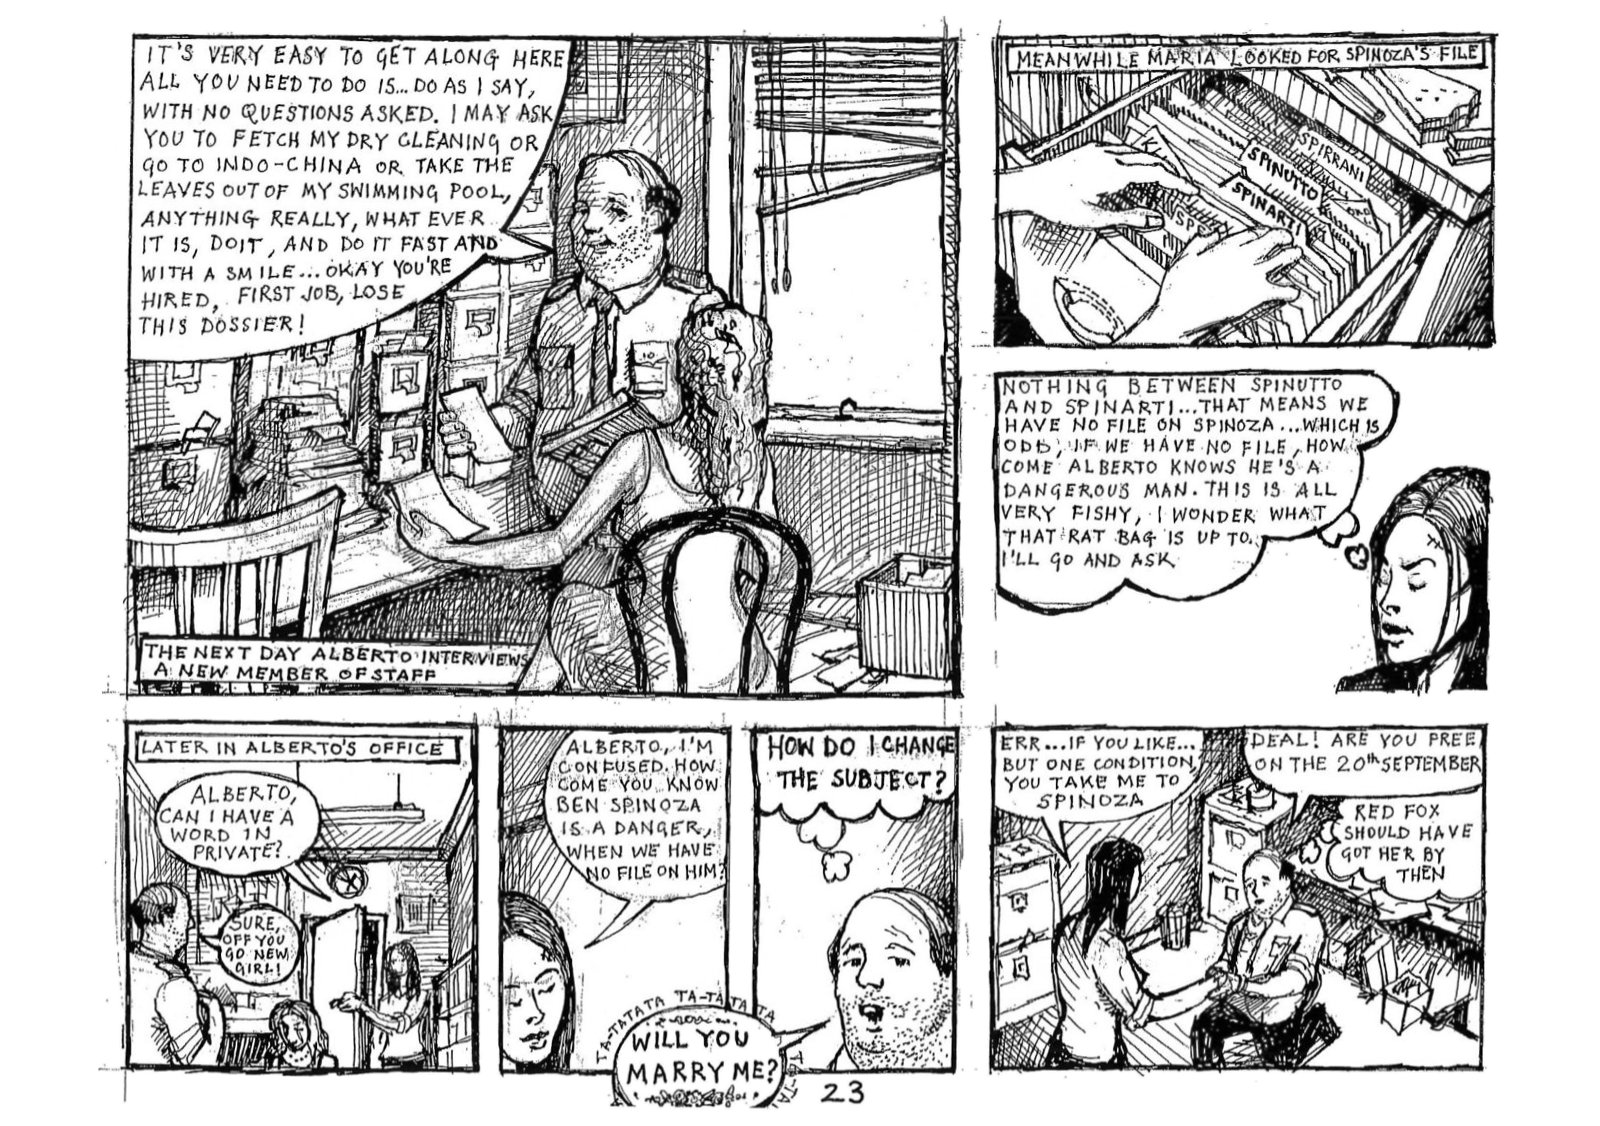 IT'S VERY EASY TO GET ALONG HERE
ALL YOU NEED TO DO IS... DO AS I SAY,
WITH NO QUESTIONS ASKED. I MAY ASK
YOU TO FETCH MY DRY CLEANING OR
GO TO INDO-CHINA OR TAKE THE
LEAVES OUT OF MY SWIMMING POOL,
ANYTHING REALLY, WHAT EVER
IT IS, DO IT, AND DO IT FAST AND
WITH A SMILE... OKAY YOU'RE
HIRED, FIRST JOB, LOSE
THIS DOSSIER!
10
THE NEXT DAY ALBERTO INTERVIEWS
A NEW MEMBER OF STAFF
MEANWHILE MARIA LOOKED FOR SPINOZA'S FILE
SPIRRANI
SPINUTTO
SPINARTI
NOTHING BETWEEN SPINUTTO
AND SPINARTI... THAT MEANS WE
HAVE NO FILE ON SPINOZA... WHICH IS
ODD, IF WE HAVE NO FILE, HOW
COME ALBERTO KNOWS HE'S A
DANGEROUS MAN. THIS IS ALL
VERY FISHY, I WONDER WHAT
THAT RAT BAG IS UP TO.
I'LL GO AND ASK
LATER IN ALBERTO'S OFFICE
ALBERTO,
CAN I HAVE A
WORD IN
PRIVATE?
SURE,
OFF YOU
GO NEW
GIRL!
ALBERTO, I'M
CONFUSED. HOW
COME YOU KNOW
BEN SPINOZA
IS A DANGER,
WHEN WE HAVE
NO FILE ON HIM?
HOW DO I CHANGE
THE SUBJECT?
TA-TATATA TA-TA TA TA
WILL YOU
MARRY ME?
TA-TA!
ERR... IF YOU LIKE...
BUT ONE CONDITION,
YOU TAKE ME TO
SPINOZA
DEAL! ARE YOU FREE
ON THE 20th SEPTEMBER
RED FOX
SHOULD HAVE
GOT HER BY
THEN
23